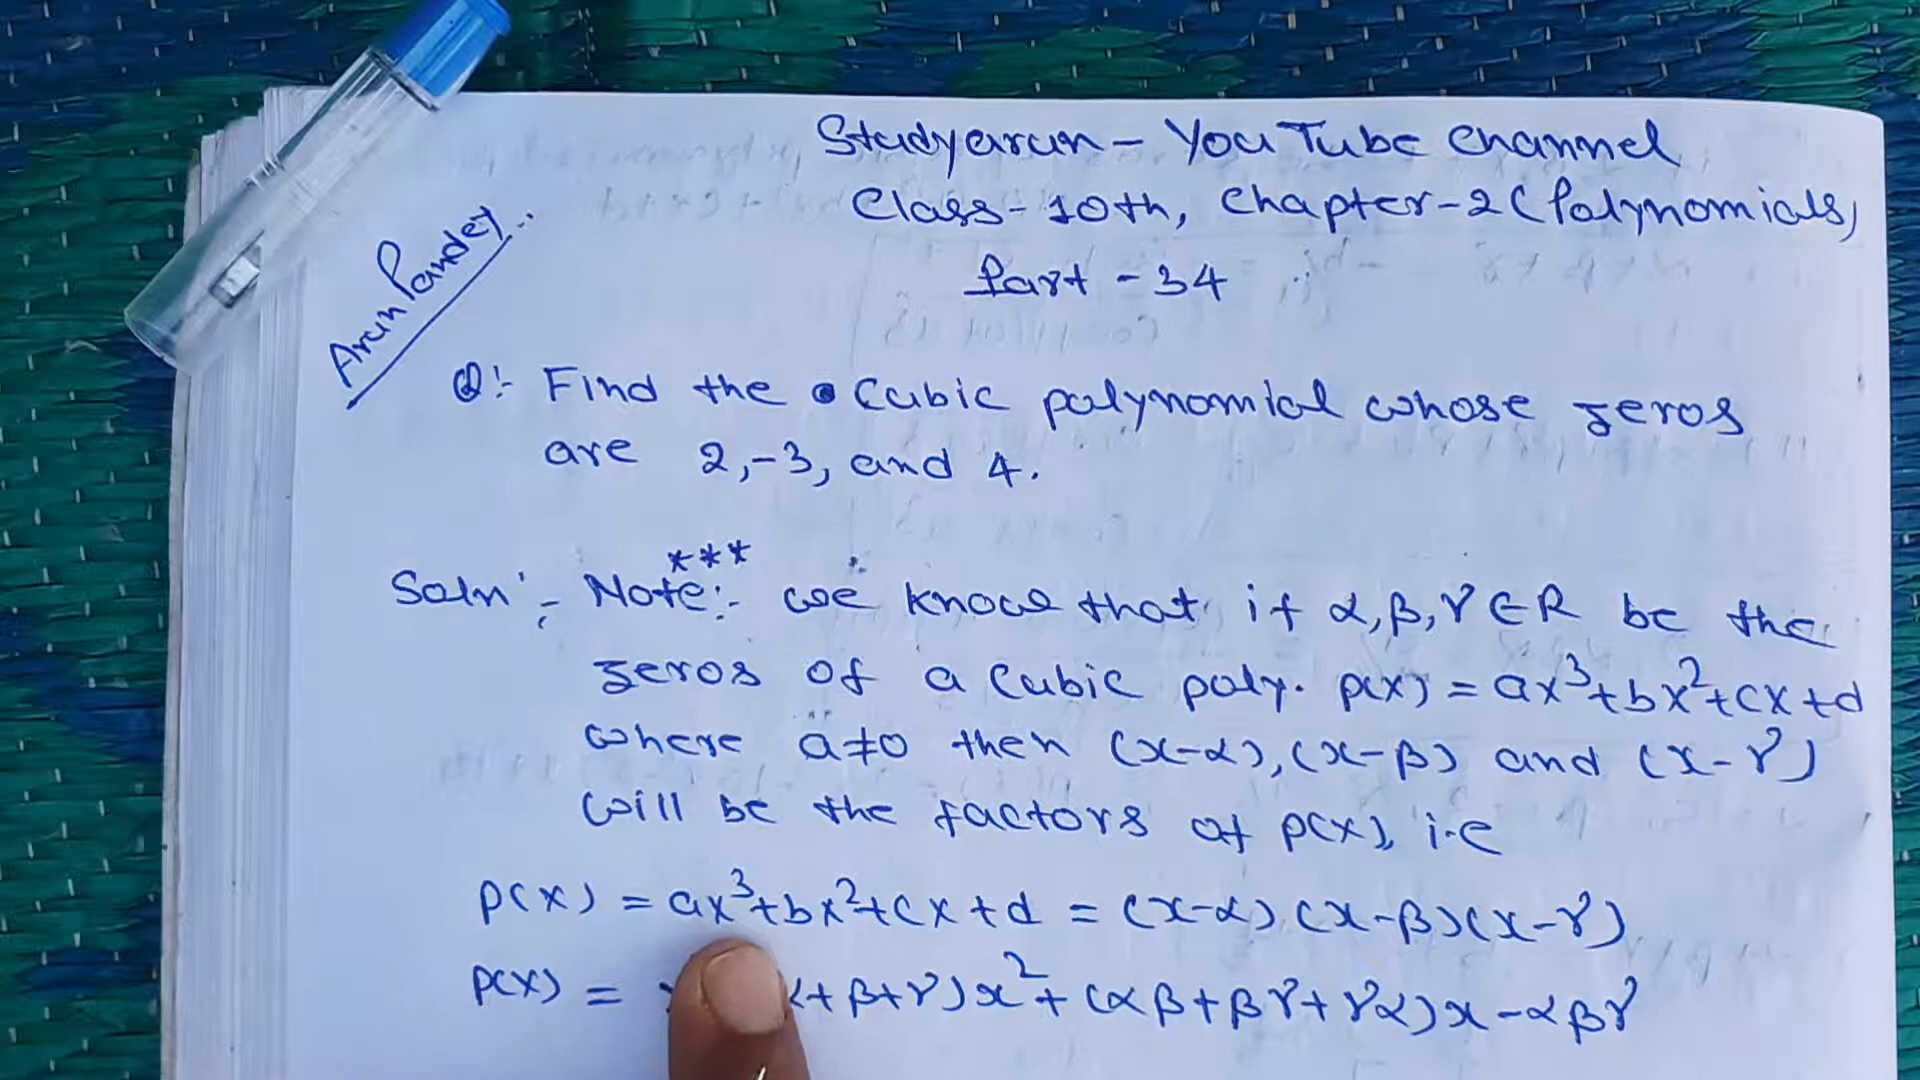 Studyarun - YouTube Channel
Class-10th, Chapter-2 (Polynomials)
Part - 34
Arun Pandey
Q:- Find the cubic polynomial whose zeros
are 2, -3, and 4.
Soln:- Note:- *** we know that if α, β, γ ∈ R be the
zeros of a cubic poly. p(x) = ax³+bx²+cx+d
where a≠0 then (x-α), (x-β) and (x-γ)
will be the factors of p(x), i.e
p(x) = ax³+bx²+cx+d = (x-α)(x-β)(x-γ)
p(x) = +β+γ)x²+(αβ+βγ+γα)x-αβγ